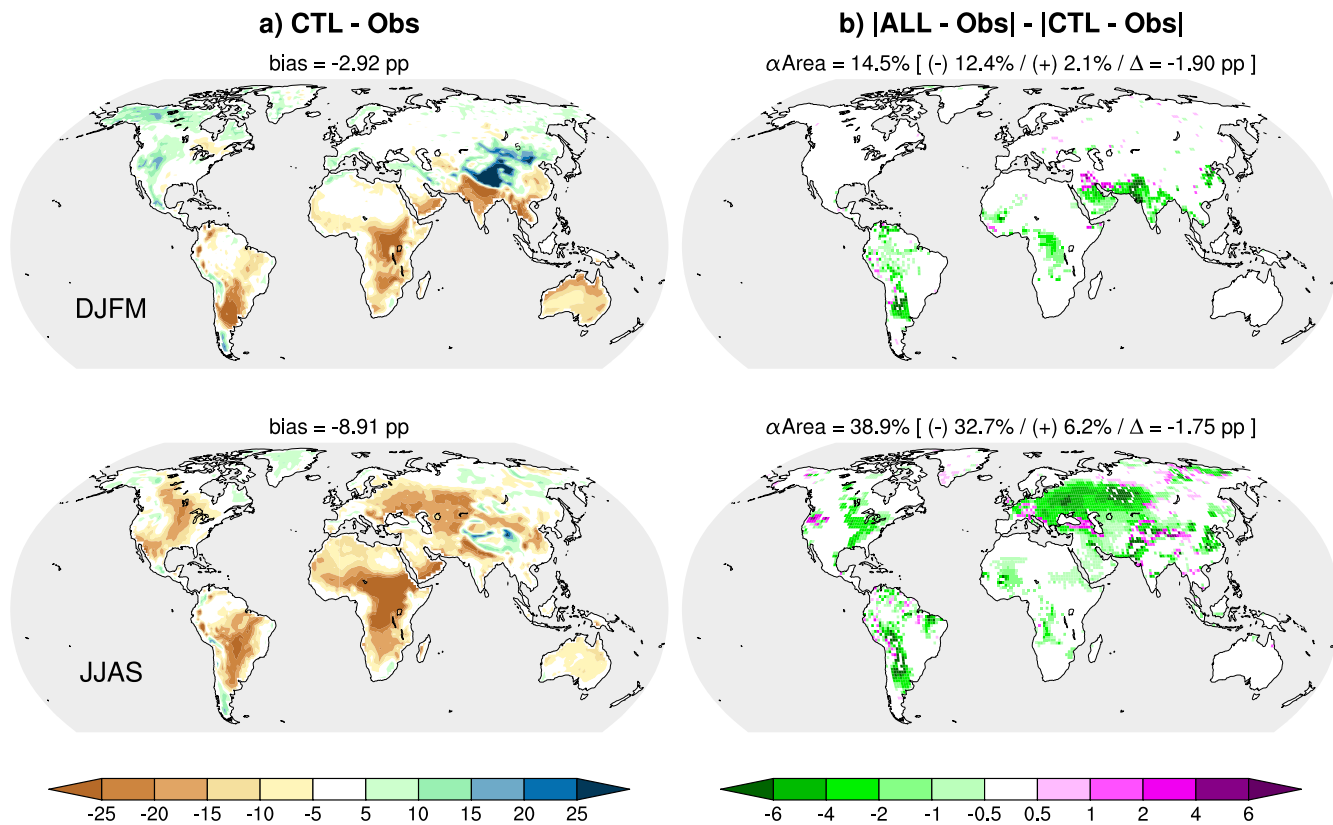 a) CTL - Obs
b) |ALL - Obs| - |CTL - Obs|
bias = -2.92 pp
αArea = 14.5% [ (-) 12.4% / (+) 2.1% / Δ = -1.90 pp ]
DJFM
bias = -8.91 pp
αArea = 38.9% [ (-) 32.7% / (+) 6.2% / Δ = -1.75 pp ]
JJAS
-25 -20 -15 -10 -5 5 10 15 20 25
-6 -4 -2 -1 -0.5 0.5 1 2 4 6